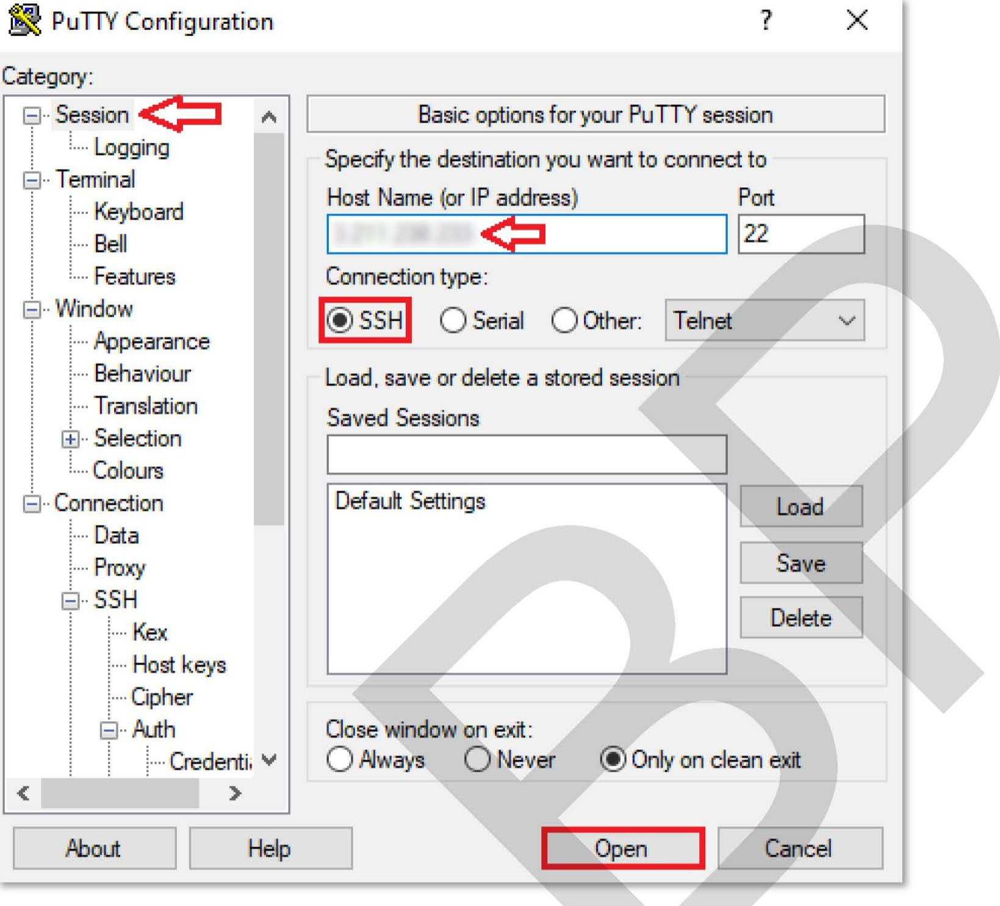 PuTTY Configuration
?
Category:
Session
Logging
Terminal
Keyboard
Bell
Features
Window
Appearance
Behaviour
Translation
Selection
Colours
Connection
Data
Proxy
SSH
Kex
Host keys
Cipher
Auth
Credenti
Basic options for your PuTTY session
Specify the destination you want to connect to
Host Name (or IP address) Port
22
Connection type:
SSH Serial Other: Telnet
Load, save or delete a stored session
Saved Sessions
Default Settings
Load
Save
Delete
Close window on exit:
Always Never Only on clean exit
About Help Open Cancel